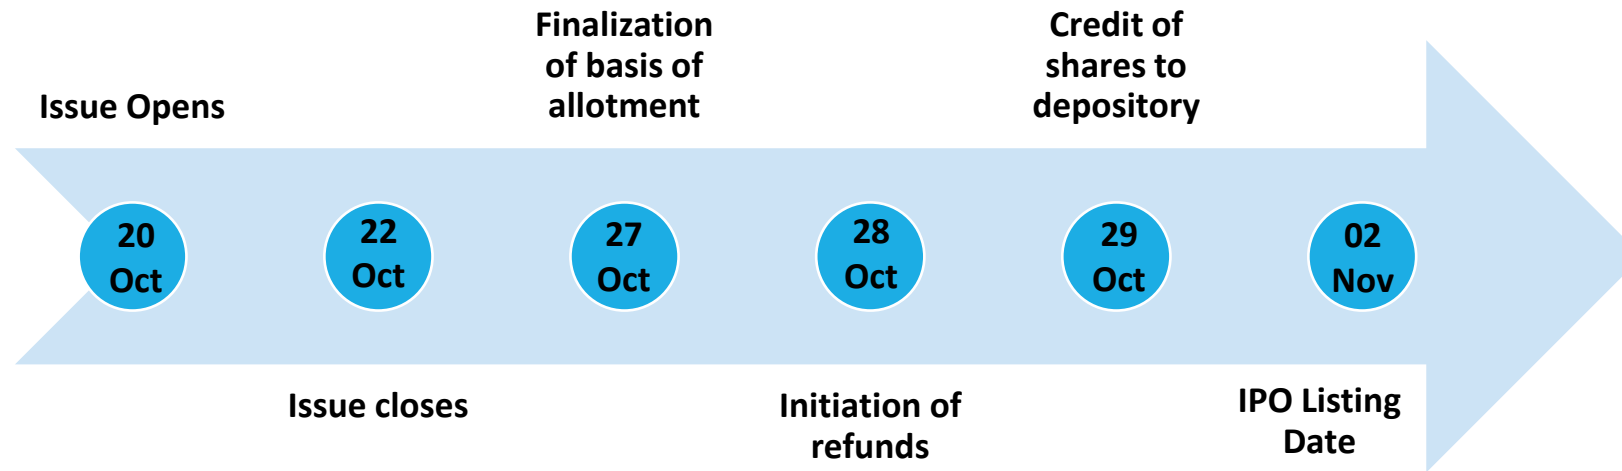 Issue Opens
Finalization
of basis of
allotment
Credit of
shares to
depository
20
Oct
22
Oct
27
Oct
28
Oct
29
Oct
02
Nov
Issue closes
Initiation of
refunds
IPO Listing
Date